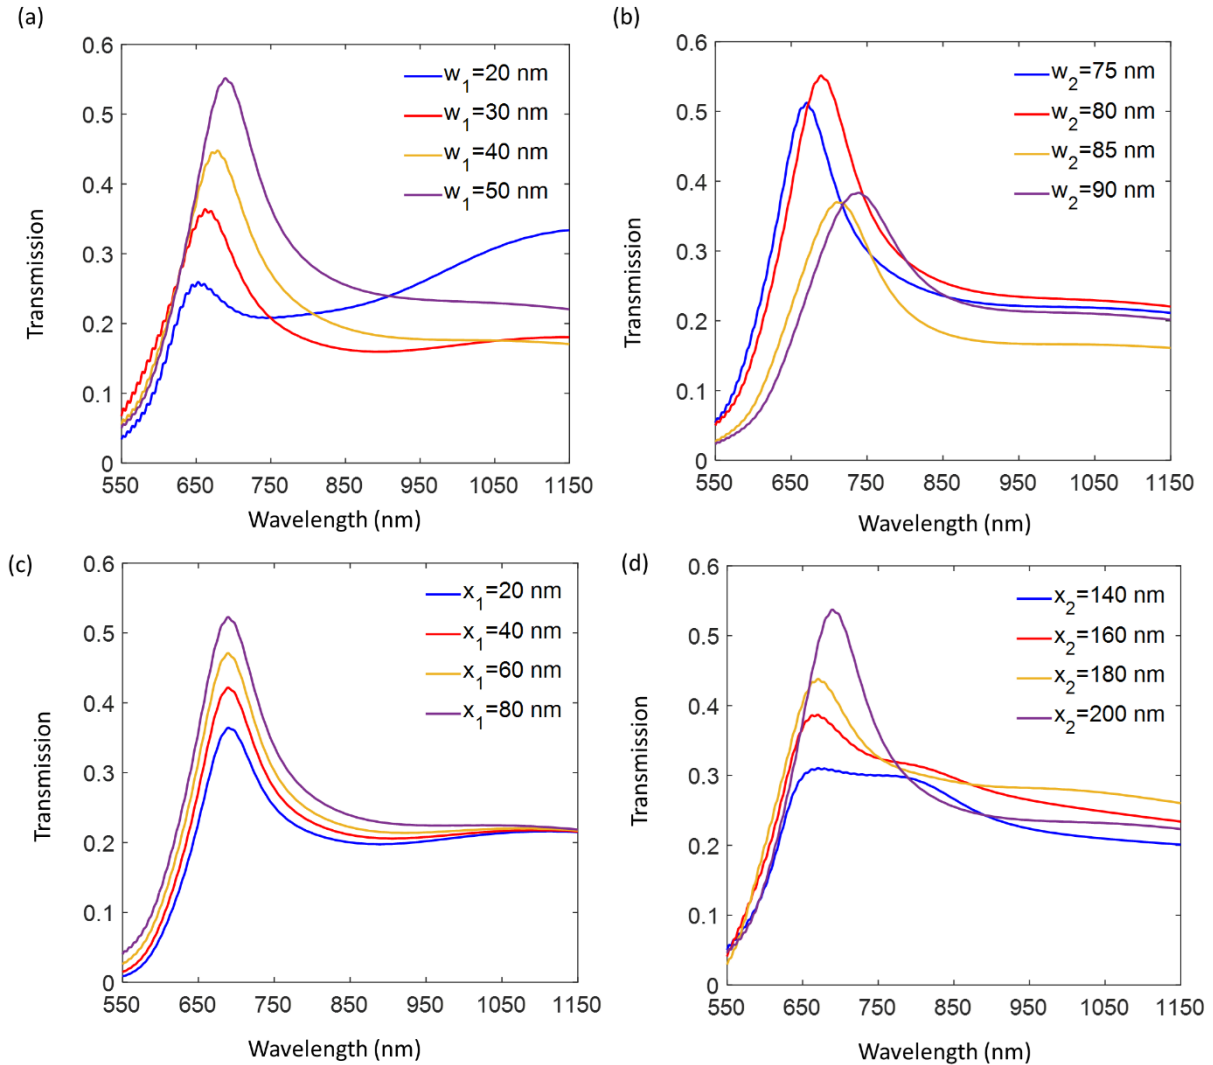 (a)
0.6
0.5
0.4
0.3
0.2
0.1
0
Transmission
w1=20 nm
w1=30 nm
w1=40 nm
w1=50 nm
550 650 750 850 950 1050 1150
Wavelength (nm)
(b)
0.6
0.5
0.4
0.3
0.2
0.1
0
Transmission
w2=75 nm
w2=80 nm
w2=85 nm
w2=90 nm
550 650 750 850 950 1050 1150
Wavelength (nm)
(c)
0.6
0.5
0.4
0.3
0.2
0.1
0
Transmission
x1=20 nm
x1=40 nm
x1=60 nm
x1=80 nm
550 650 750 850 950 1050 1150
Wavelength (nm)
(d)
0.6
0.5
0.4
0.3
0.2
0.1
0
Transmission
x2=140 nm
x2=160 nm
x2=180 nm
x2=200 nm
550 650 750 850 950 1050 1150
Wavelength (nm)